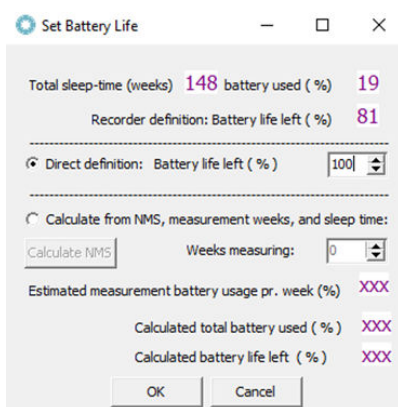 Set Battery Life
Total sleep-time (weeks) 148 battery used ( %) 19
Recorder definition: Battery life left ( %) 81
Direct definition: Battery life left ( % ) 100
Calculate from NMS, measurement weeks, and sleep time:
Calculate NMS Weeks measuring: 0
Estimated measurement battery usage pr. week (%) XXX
Calculated total battery used ( % ) XXX
Calculated battery life left ( % ) XXX
OK Cancel